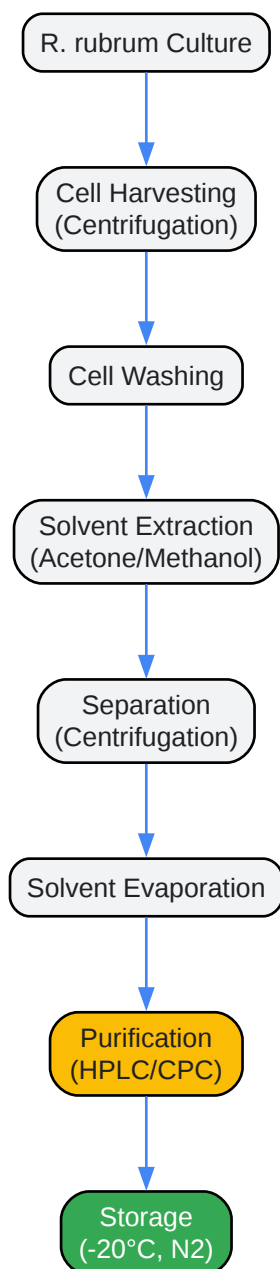 R. rubrum Culture
Cell Harvesting
(Centrifugation)
Cell Washing
Solvent Extraction
(Acetone/Methanol)
Separation
(Centrifugation)
Solvent Evaporation
Purification
(HPLC/CPC)
Storage
(-20°C, N2)